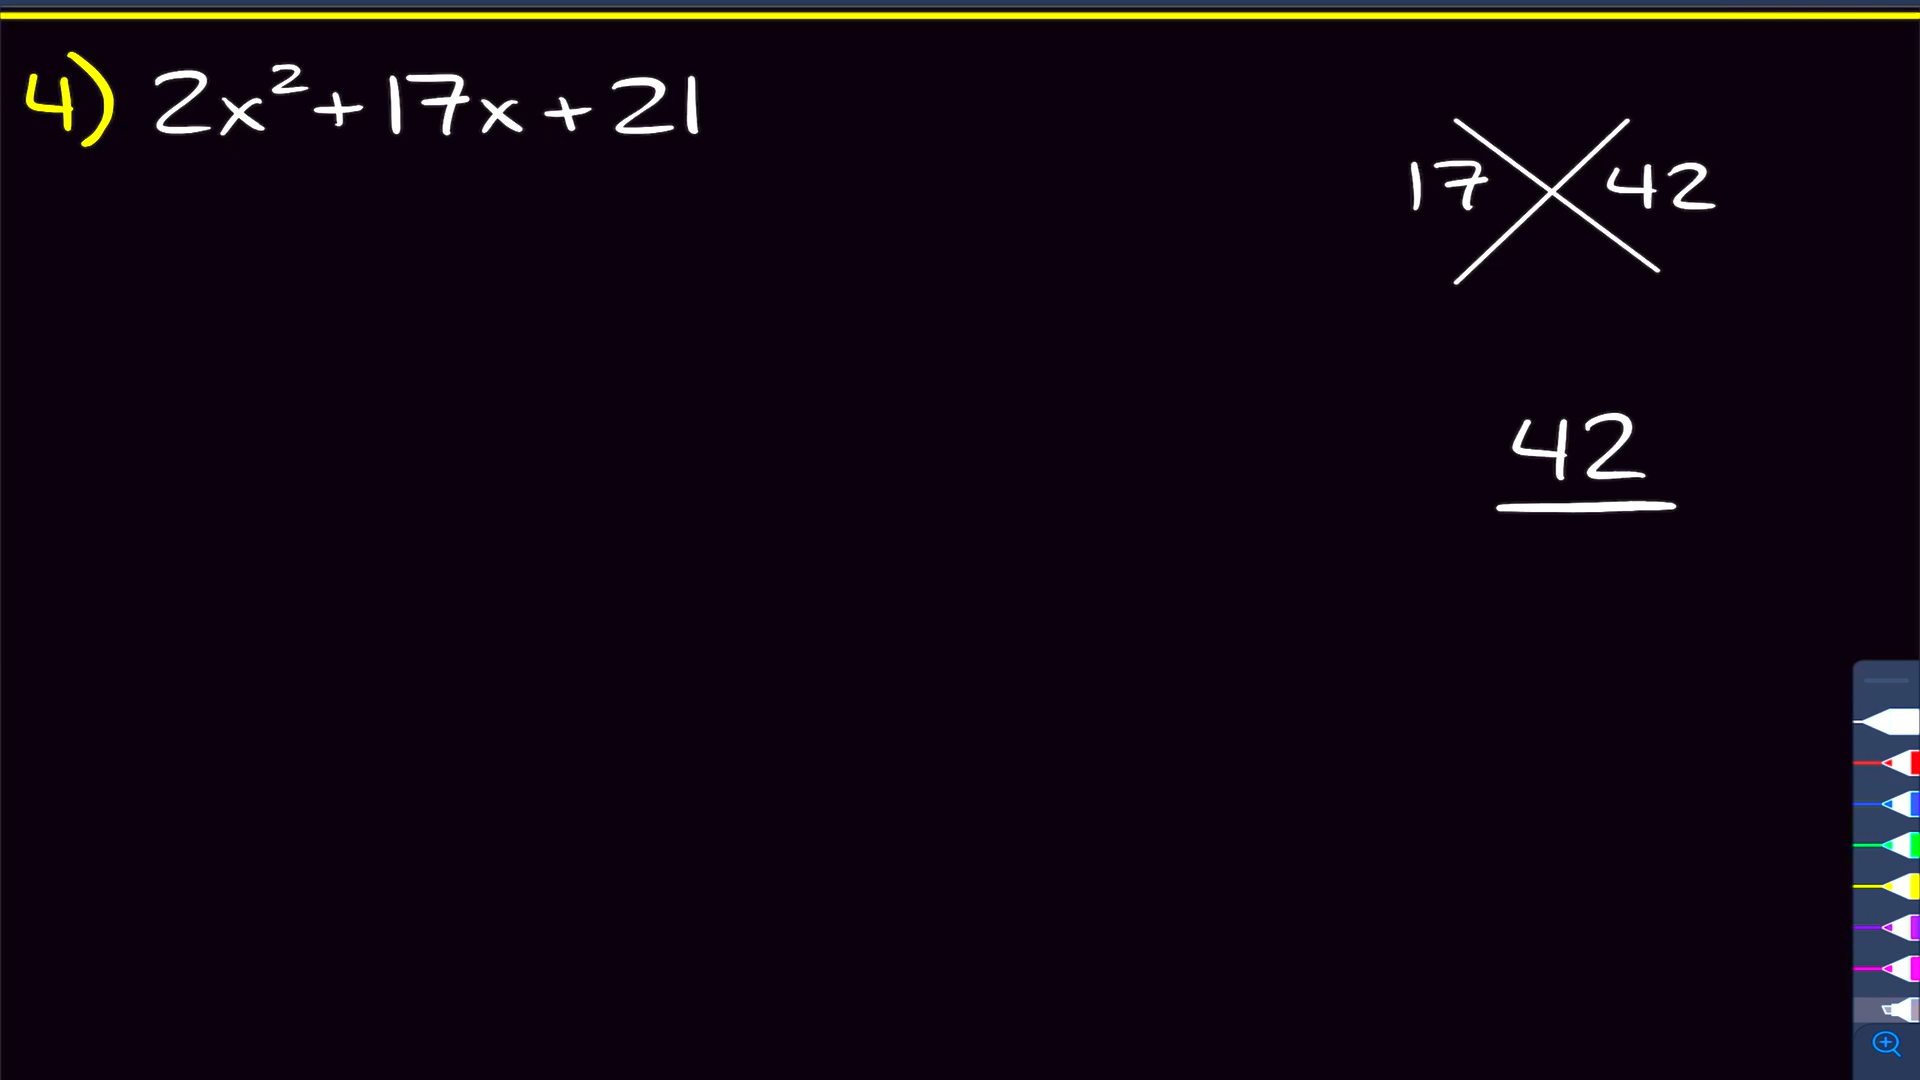 4) 2x² + 17x + 21
17 42
42